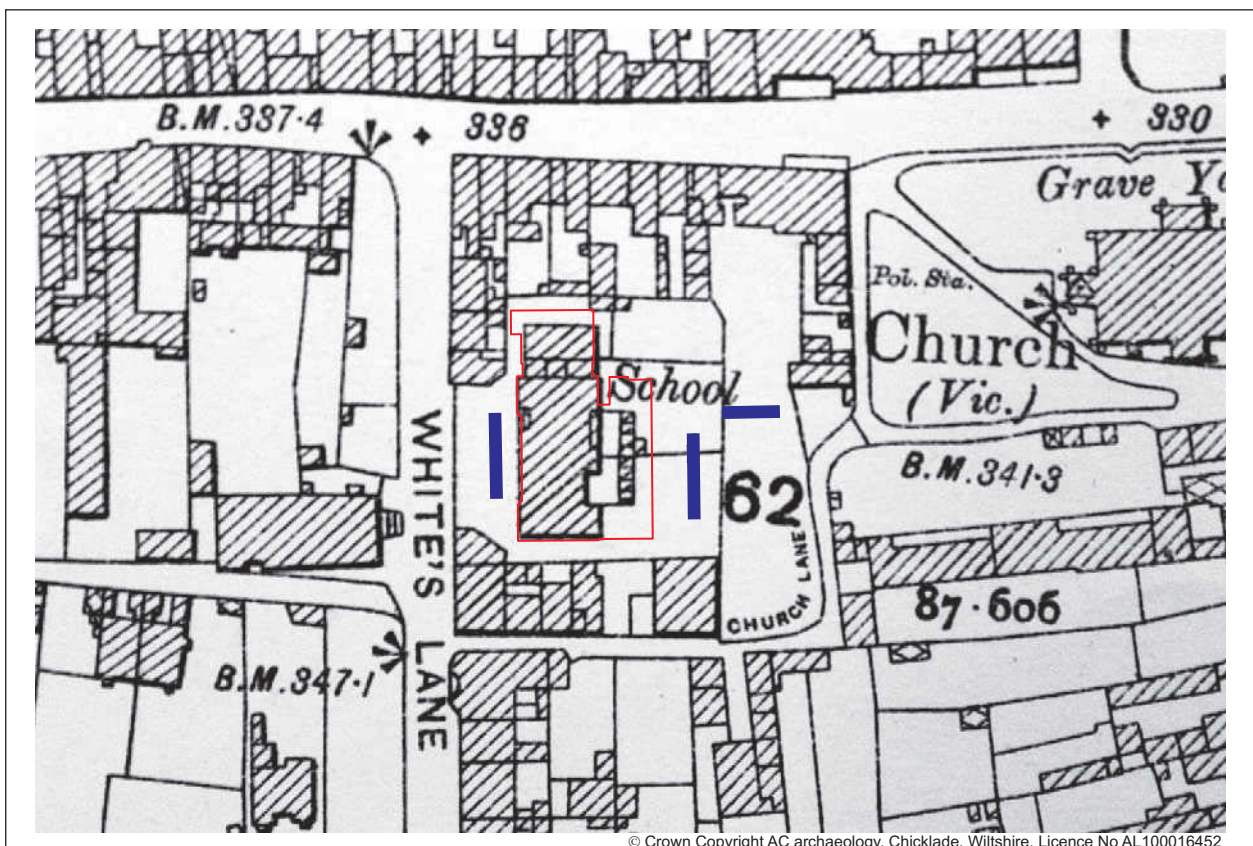 B.M.337·4
336
330
Grave Yo
Pol. Sta.
Church
(Vic.)
School
WHITE'S LANE
62
B.M.341·3
CHURCH LANE
87·606
B.M.347·1
© Crown Copyright AC archaeology, Chicklade, Wiltshire. Licence No AL100016452